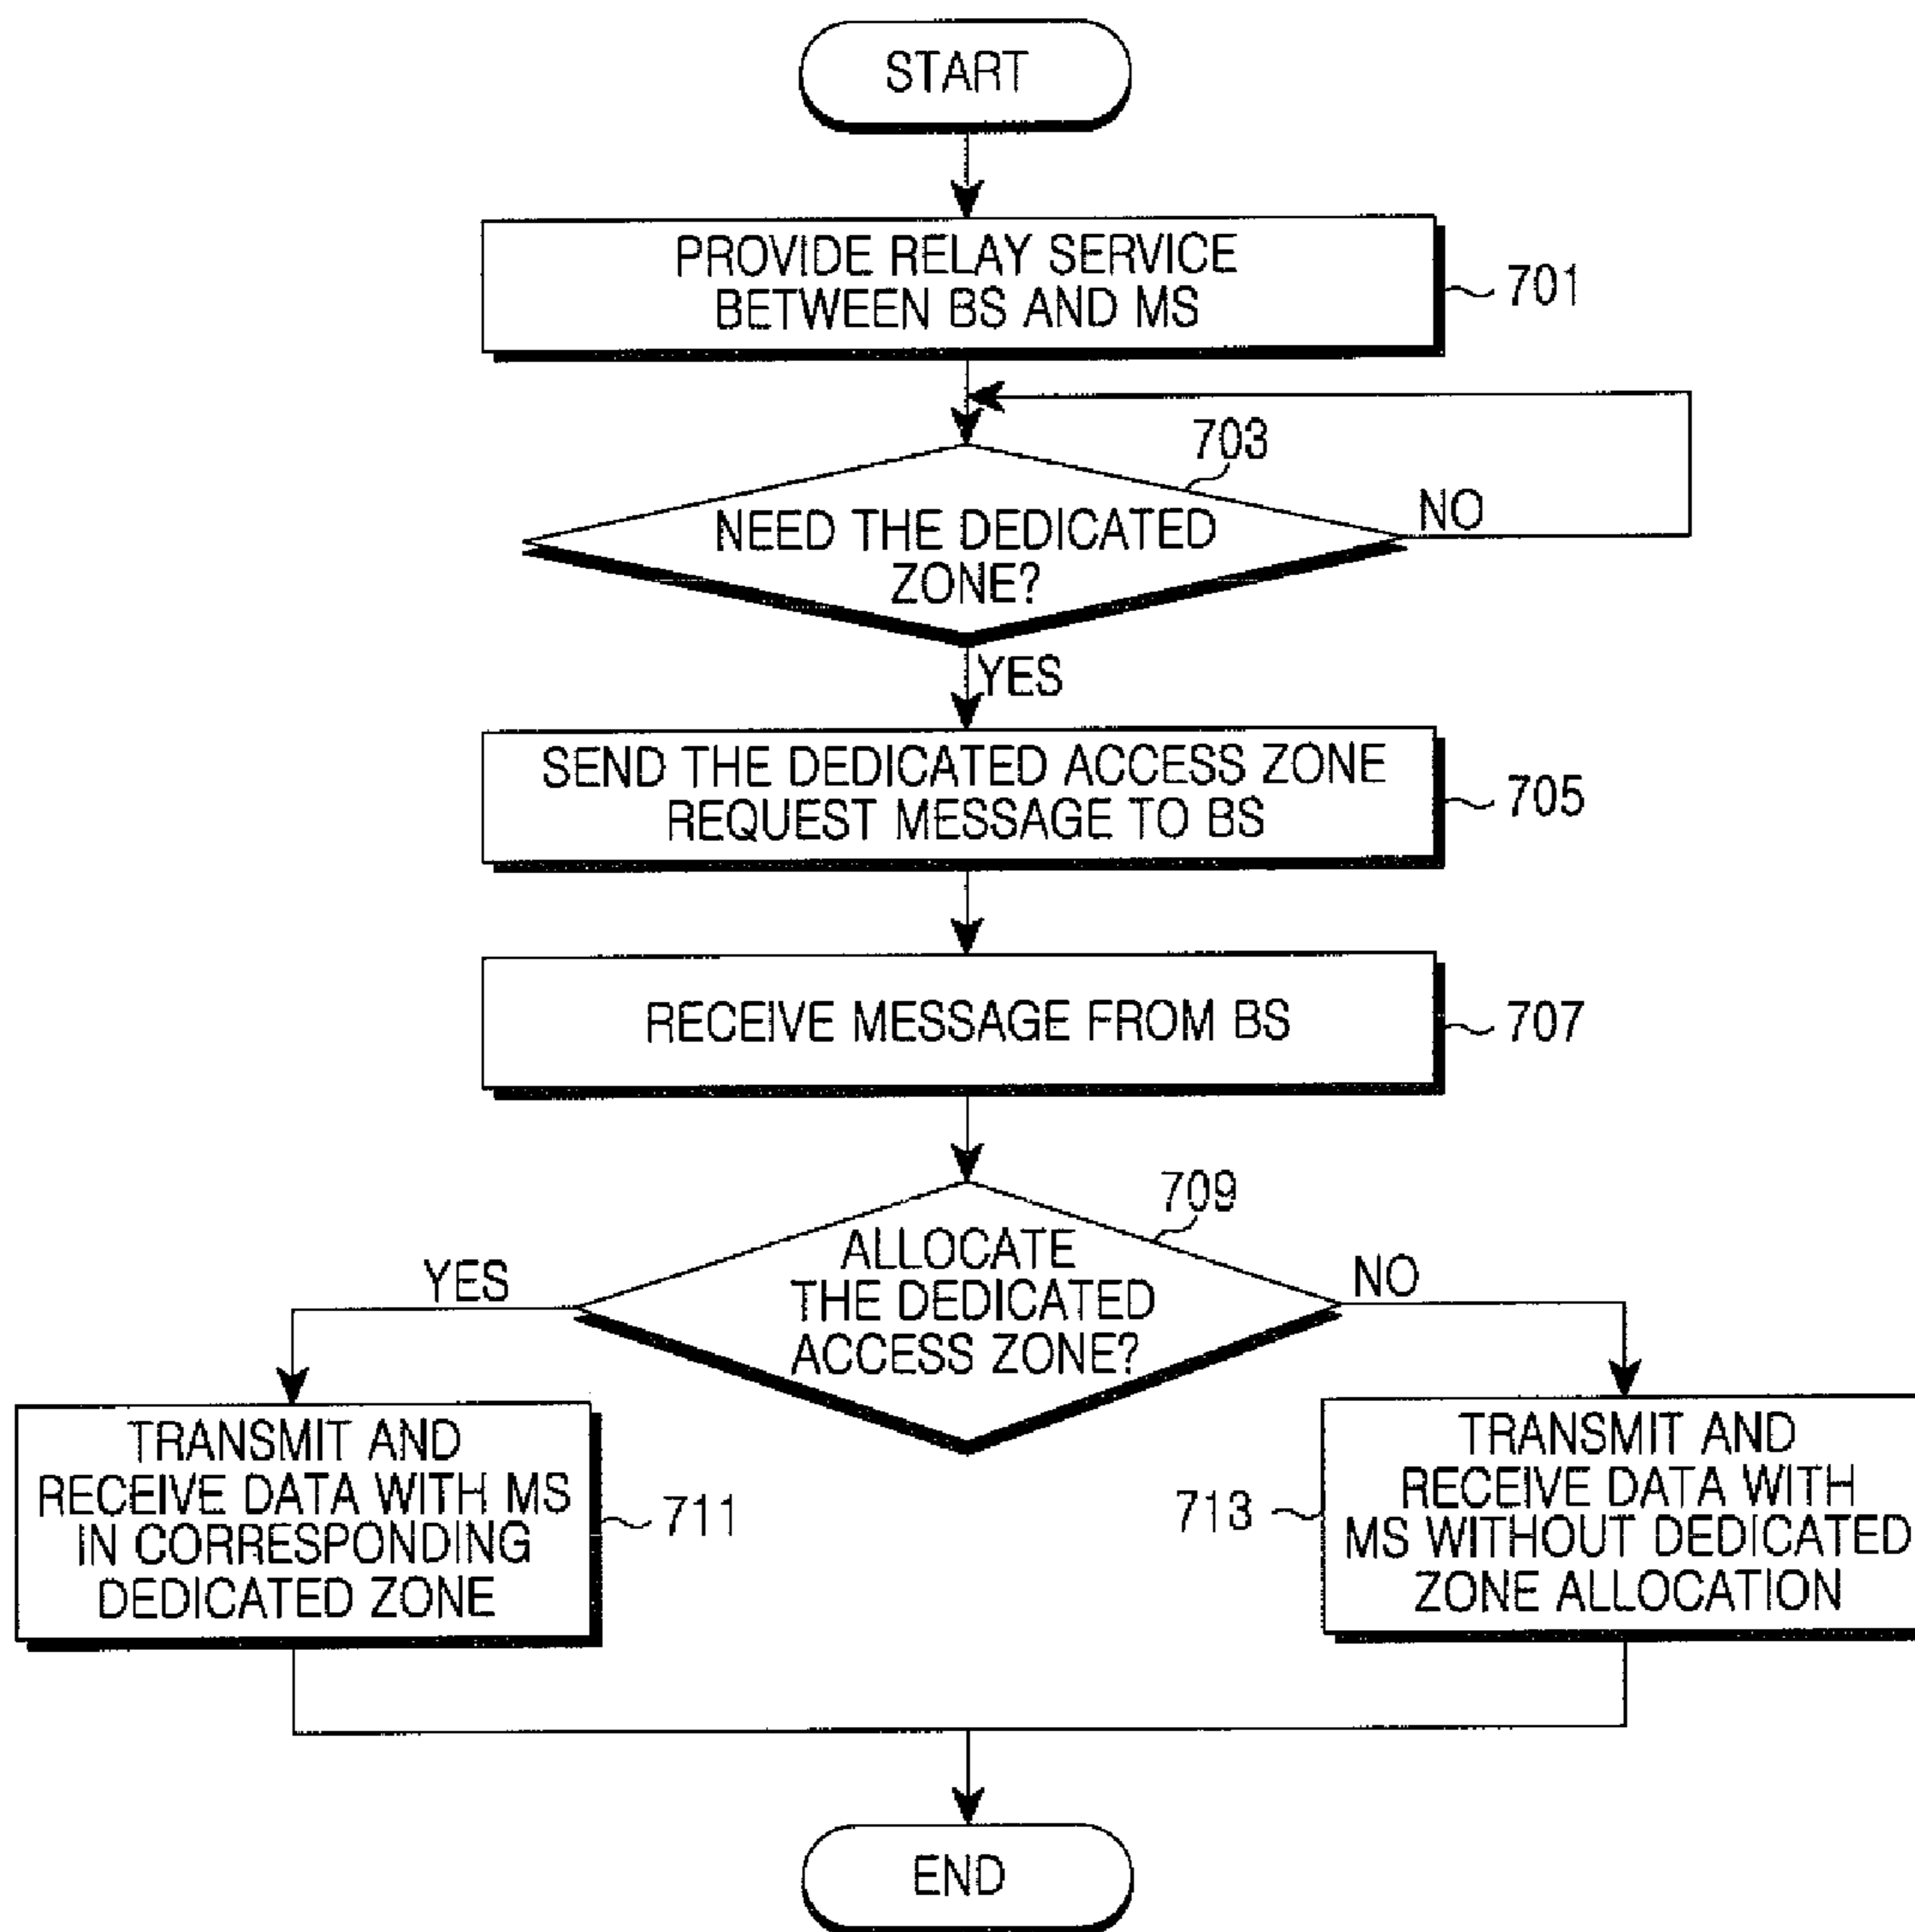 START
PROVIDE RELAY SERVICE
BETWEEN BS AND MS
701
703
NEED THE DEDICATED
ZONE?
NO
YES
SEND THE DEDICATED ACCESS ZONE
REQUEST MESSAGE TO BS
705
RECEIVE MESSAGE FROM BS
707
709
ALLOCATE
THE DEDICATED
ACCESS ZONE?
YES
NO
TRANSMIT AND
RECEIVE DATA WITH MS
IN CORRESPONDING
DEDICATED ZONE
711
713
TRANSMIT AND
RECEIVE DATA WITH
MS WITHOUT DEDICATED
ZONE ALLOCATION
END